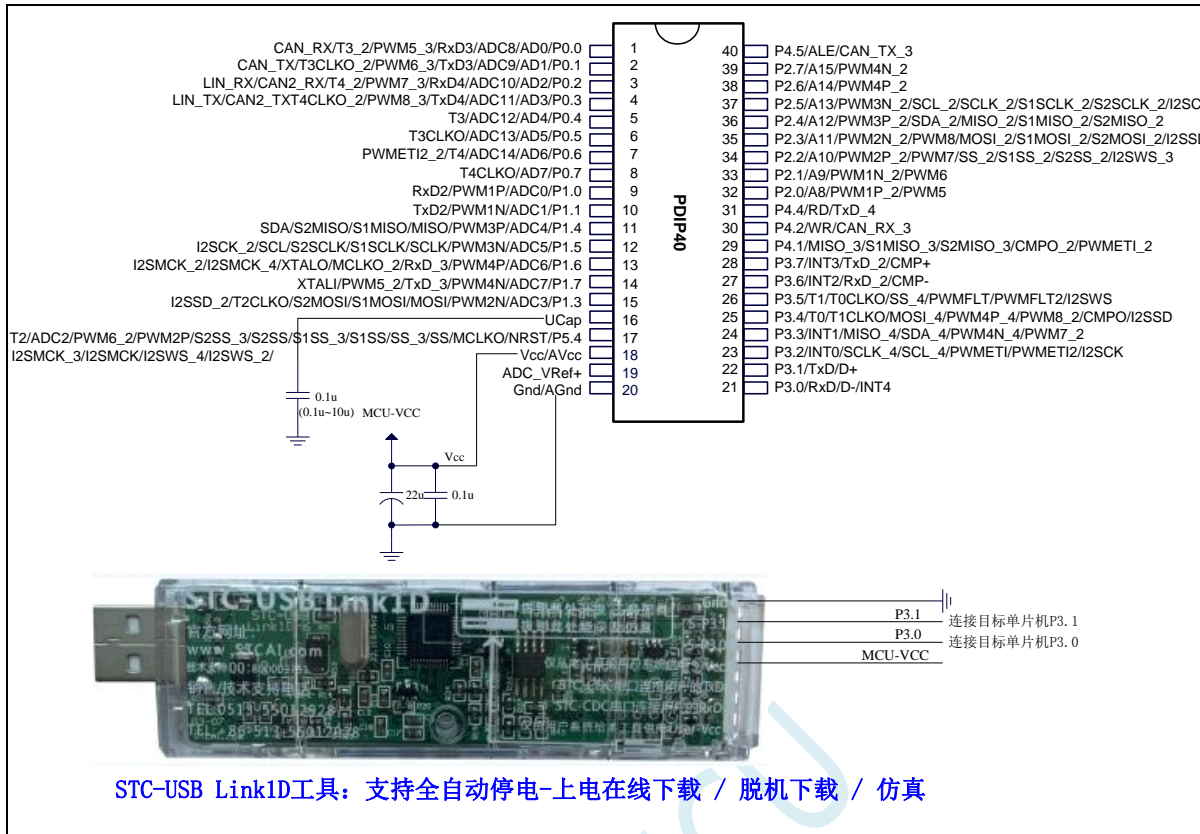 CAN_RX/T3_2/PWM5_3/RxD3/ADC8/AD0/P0.0 1
CAN_TX/T3CLKO_2/PWM6_3/TxD3/ADC9/AD1/P0.1 2
LIN_RX/CAN2_RX/T4_2/PWM7_3/RxD4/ADC10/AD2/P0.2 3
LIN_TX/CAN2_TXT4CLKO_2/PWM8_3/TxD4/ADC11/AD3/P0.3 4
T3/ADC12/AD4/P0.4 5
T3CLKO/ADC13/AD5/P0.5 6
PWMETI2_2/T4/ADC14/AD6/P0.6 7
T4CLKO/AD7/P0.7 8
RxD2/PWM1P/ADC0/P1.0 9
TxD2/PWM1N/ADC1/P1.1 10
SDA/S2MISO/S1MISO/MISO/PWM3P/ADC4/P1.4 11
I2SCK_2/SCL/S2SCLK/S1SCLK/SCLK/PWM3N/ADC5/P1.5 12
I2SMCK_2/I2SMCK_4/XTALO/MCLKO_2/RxD_3/PWM4P/ADC6/P1.6 13
XTALI/PWM5_2/TxD_3/PWM4N/ADC7/P1.7 14
I2SSD_2/T2CLKO/S2MOSI/S1MOSI/MOSI/PWM2N/ADC3/P1.3 15
UCap 16
T2/ADC2/PWM6_2/PWM2P/S2SS_3/S2SS/S1SS_3/S1SS/SS_3/SS/MCLKO/NRST/P5.4 17
I2SMCK_3/I2SMCK/I2SWS_4/I2SWS_2/
Vcc/AVcc 18
ADC_VRef+ 19
Gnd/AGnd 20
PDIP40
40 P4.5/ALE/CAN_TX_3
39 P2.7/A15/PWM4N_2
38 P2.6/A14/PWM4P_2
37 P2.5/A13/PWM3N_2/SCL_2/SCLK_2/S1SCLK_2/S2SCLK_2/I2SC
36 P2.4/A12/PWM3P_2/SDA_2/MISO_2/S1MISO_2/S2MISO_2
35 P2.3/A11/PWM2N_2/PWM8/MOSI_2/S1MOSI_2/S2MOSI_2/I2SSI
34 P2.2/A10/PWM2P_2/PWM7/SS_2/S1SS_2/S2SS_2/I2SWS_3
33 P2.1/A9/PWM1N_2/PWM6
32 P2.0/A8/PWM1P_2/PWM5
31 P4.4/RD/TxD_4
30 P4.2/WR/CAN_RX_3
29 P4.1/MISO_3/S1MISO_3/S2MISO_3/CMPO_2/PWMETI_2
28 P3.7/INT3/TxD_2/CMP+
27 P3.6/INT2/RxD_2/CMP-
26 P3.5/T1/T0CLKO/SS_4/PWMFLT/PWMFLT2/I2SWS
25 P3.4/T0/T1CLKO/MOSI_4/PWM4P_4/PWM8_2/CMPO/I2SSD
24 P3.3/INT1/MISO_4/SDA_4/PWM4N_4/PWM7_2
23 P3.2/INT0/SCLK_4/SCL_4/PWMETI/PWMETI2/I2SCK
22 P3.1/TxD/D+
21 P3.0/RxD/D-/INT4
0.1u
(0.1u~10u)
MCU-VCC
Vcc
22u
0.1u
STC-USB Link1D
官方网址:
www.STCAI.com
TEL:0513-55012928
Gnd
P3.1 连接目标单片机P3.1
P3.0 连接目标单片机P3.0
MCU-VCC
STC-USB Link1D工具: 支持全自动停电-上电在线下载 / 脱机下载 / 仿真